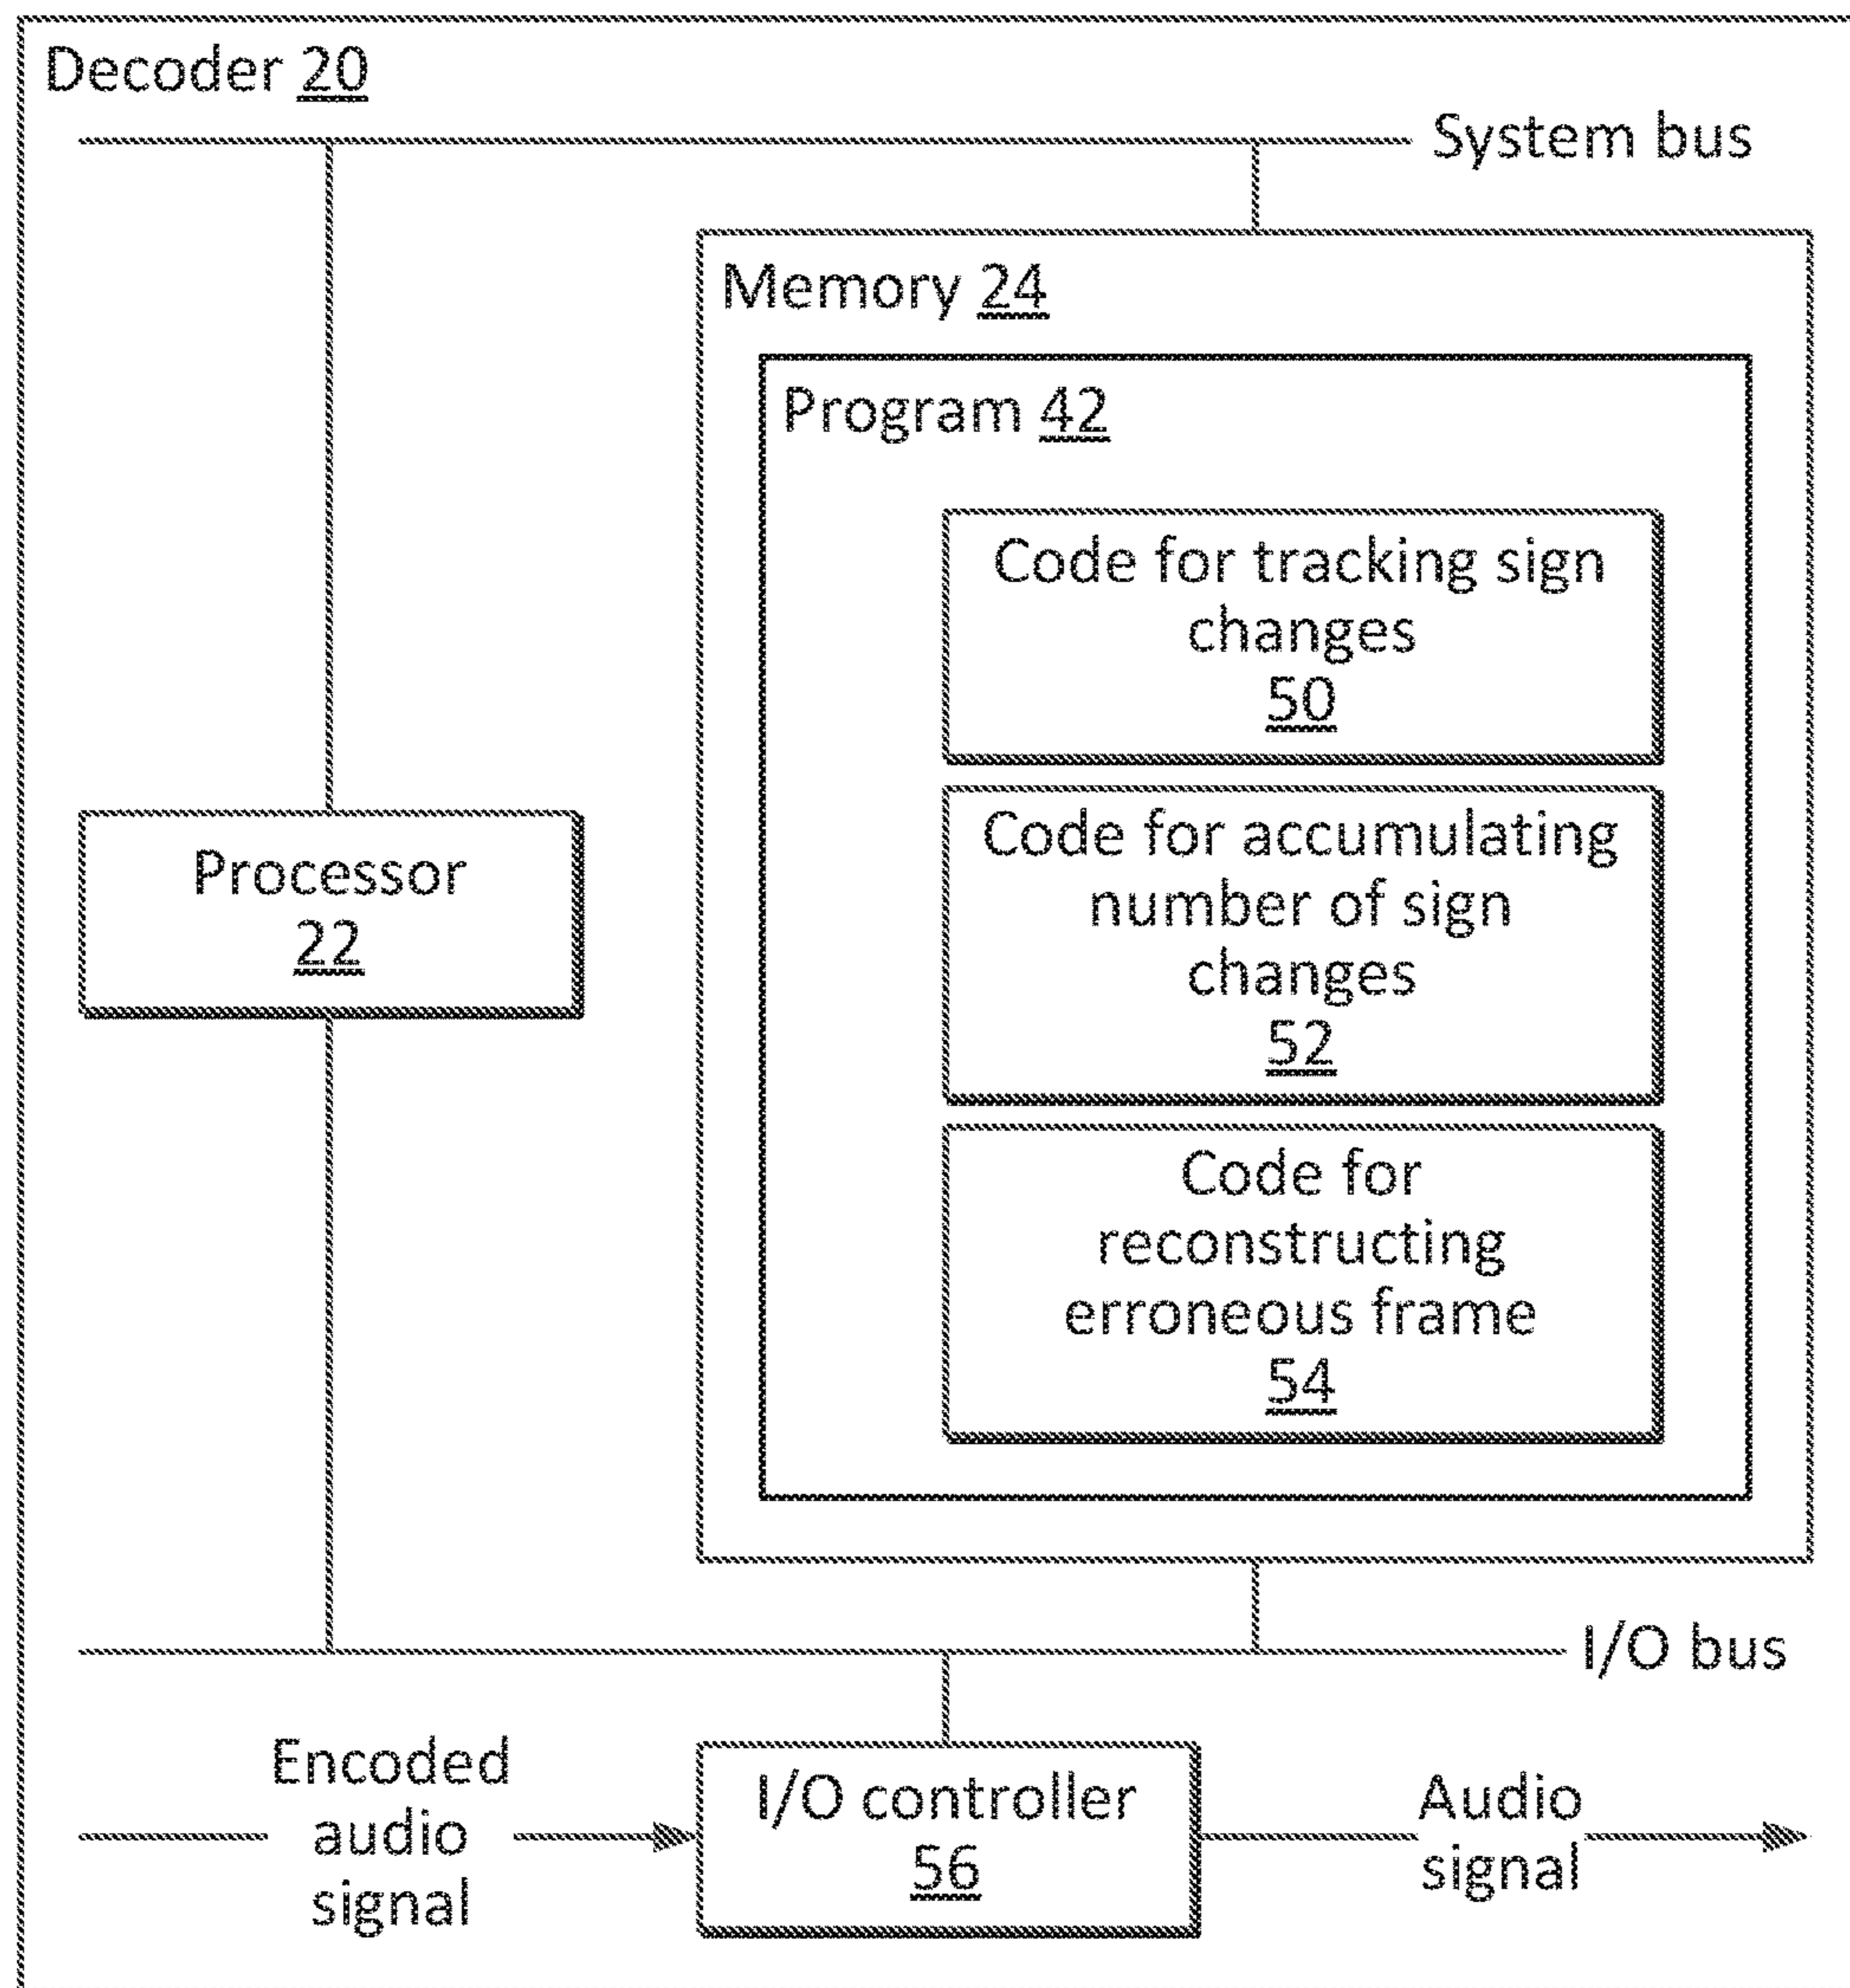 Decoder 20
System bus
Memory 24
Program 42
Code for tracking sign
changes
50
Code for accumulating
number of sign
changes
52
Code for
reconstructing
erroneous frame
54
Processor
22
I/O bus
Encoded
audio
signal
I/O controller
56
Audio
signal